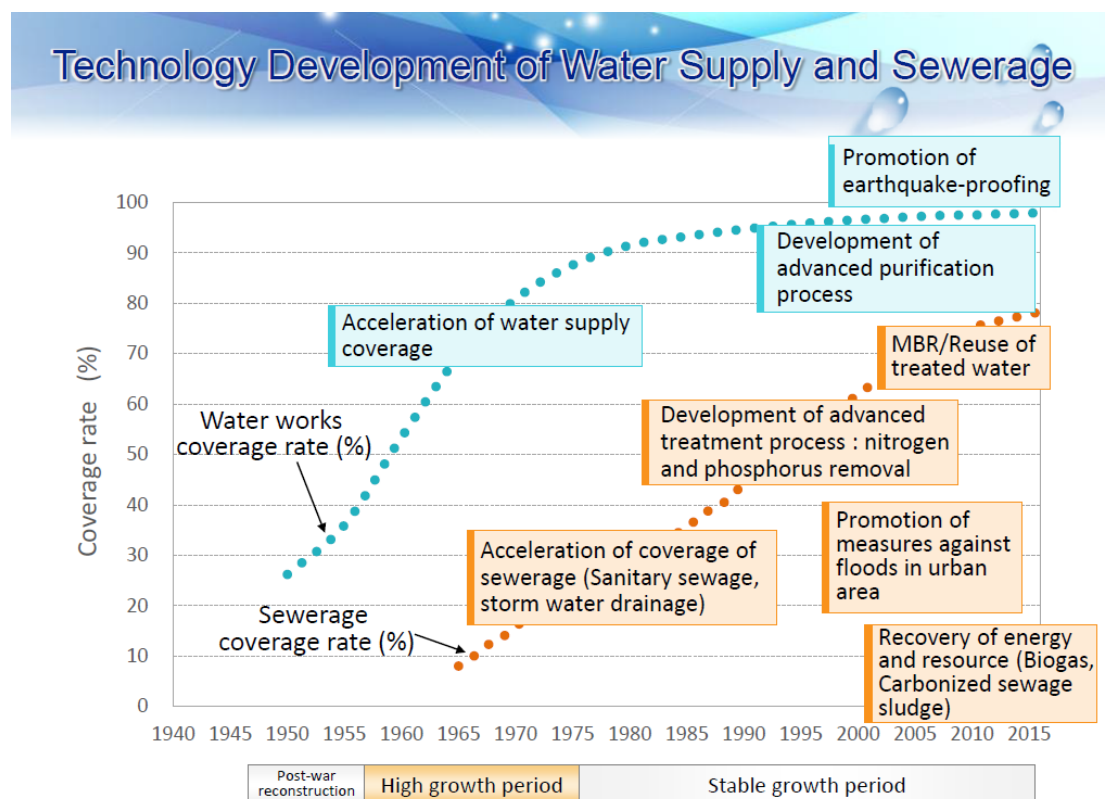 Technology Development of Water Supply and Sewerage
Promotion of
earthquake-proofing
Development of
advanced purification
process
Acceleration of water supply
coverage
MBR/Reuse of
treated water
Water works
coverage rate (%)
Development of advanced
treatment process : nitrogen
and phosphorus removal
Promotion of
measures against
floods in urban
area
Acceleration of coverage of
sewerage (Sanitary sewage,
storm water drainage)
Sewerage
coverage rate (%)
Recovery of energy
and resource (Biogas,
Carbonized sewage
sludge)
Coverage rate (%)
100
90
80
70
60
50
40
30
20
10
0
1940 1945 1950 1955 1960 1965 1970 1975 1980 1985 1990 1995 2000 2005 2010 2015
Post-war
reconstruction
High growth period
Stable growth period